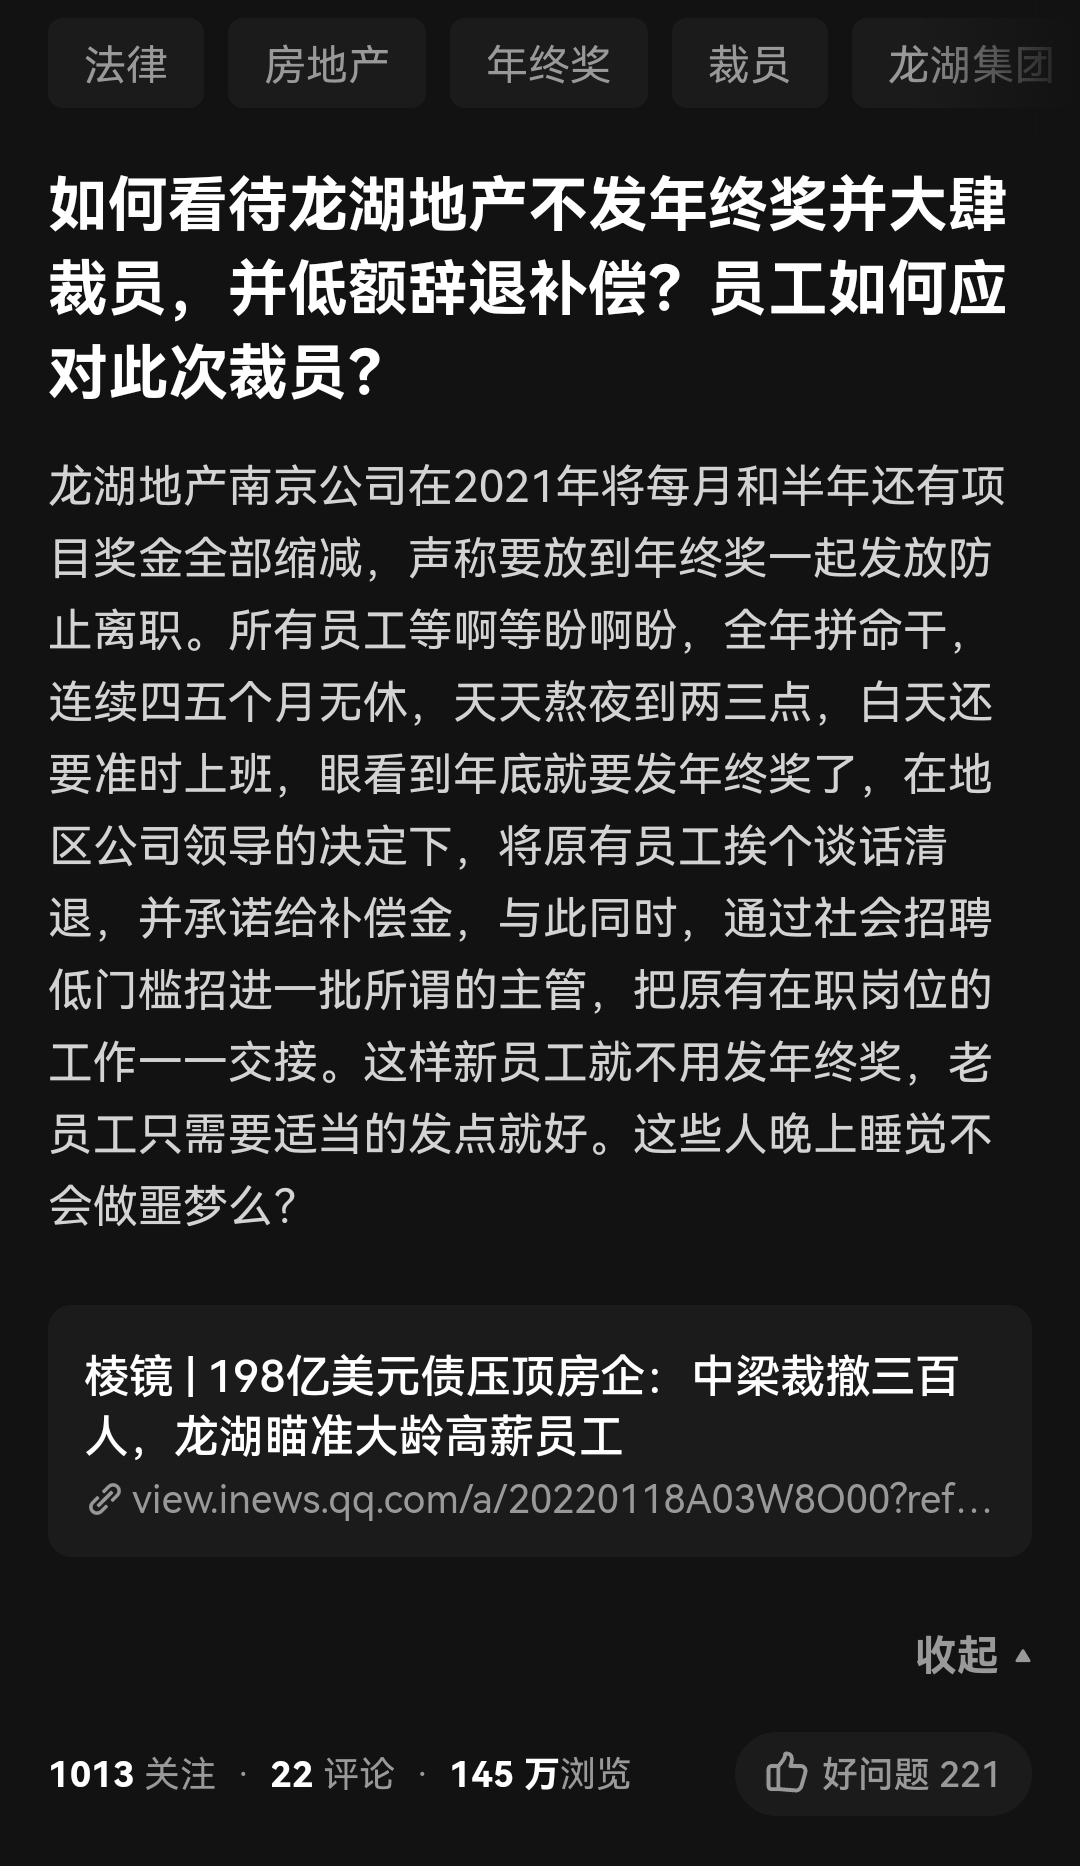 法律 房地产 年终奖 裁员 龙湖集团
如何看待龙湖地产不发年终奖并大肆
裁员，并低额辞退补偿？员工如何应
对此次裁员？
龙湖地产南京公司在2021年将每月和半年还有项
目奖金全部缩减，声称要放到年终奖一起发放防
止离职。所有员工等啊等盼啊盼，全年拼命干，
连续四五个月无休，天天熬夜到两三点，白天还
要准时上班，眼看到年底就要发年终奖了，在地
区公司领导的决定下，将原有员工挨个谈话清
退，并承诺给补偿金，与此同时，通过社会招聘
低门槛招进一批所谓的主管，把原有在职岗位的
工作一一交接。这样新员工就不用发年终奖，老
员工只需要适当的发点就好。这些人晚上睡觉不
会做噩梦么？
棱镜 | 198亿美元债压顶房企：中梁裁撤三百
人，龙湖瞄准大龄高薪员工
view.inews.qq.com/a/20220118A03W8O00?ref...
收起
1013 关注 · 22 评论 · 145 万浏览 好问题 221